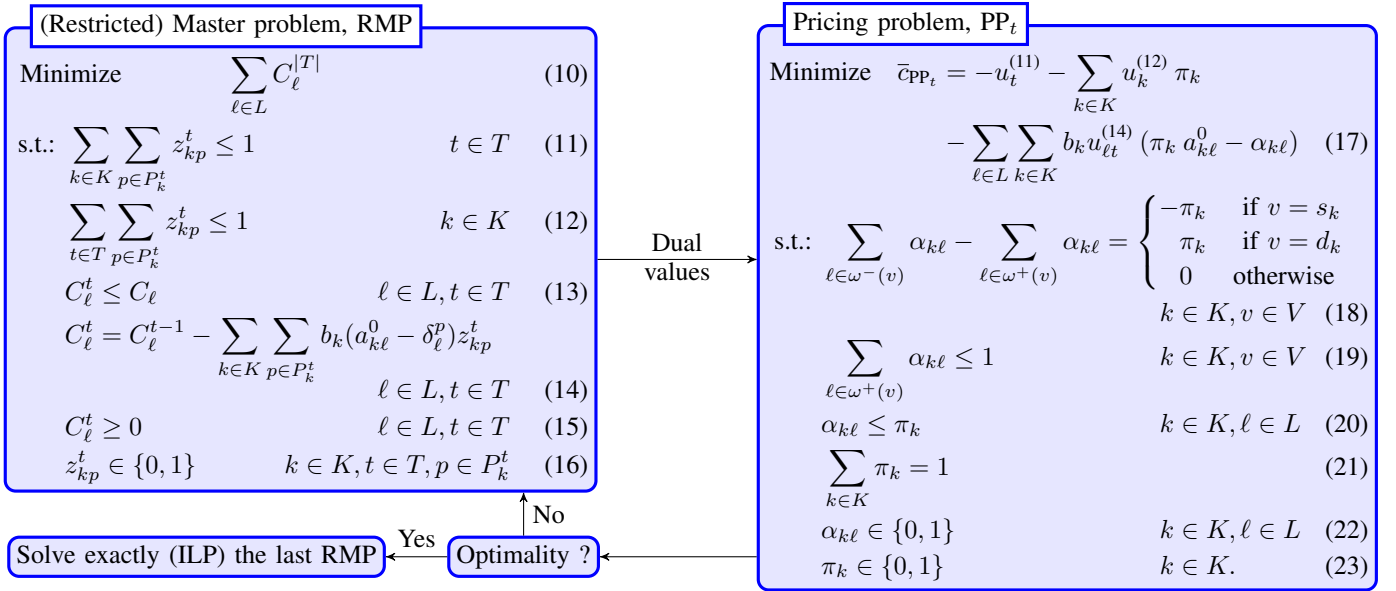 (Restricted) Master problem, RMP
Minimize ∑_{ℓ∈L} C_ℓ^{|T|} (10)
s.t.: ∑_{k∈K} ∑_{p∈P_k^t} z_{kp}^t ≤ 1 t ∈ T (11)
∑_{t∈T} ∑_{p∈P_k^t} z_{kp}^t ≤ 1 k ∈ K (12)
C_ℓ^t ≤ C_ℓ ℓ ∈ L, t ∈ T (13)
C_ℓ^t = C_ℓ^{t−1} − ∑_{k∈K} ∑_{p∈P_k^t} b_k(a_{kℓ}^0 − δ_ℓ^p)z_{kp}^t
ℓ ∈ L, t ∈ T (14)
C_ℓ^t ≥ 0 ℓ ∈ L, t ∈ T (15)
z_{kp}^t ∈ {0, 1} k ∈ K, t ∈ T, p ∈ P_k^t (16)
Dual
values
Pricing problem, PP_t
Minimize c̅_{PP_t} = −u_t^{(11)} − ∑_{k∈K} u_k^{(12)} π_k
− ∑_{ℓ∈L} ∑_{k∈K} b_k u_{ℓt}^{(14)} (π_k a_{kℓ}^0 − α_{kℓ}) (17)
s.t.: ∑_{ℓ∈ω^−(v)} α_{kℓ} − ∑_{ℓ∈ω^+(v)} α_{kℓ} = { −π_k if v = s_k
π_k if v = d_k
0 otherwise
k ∈ K, v ∈ V (18)
∑_{ℓ∈ω^+(v)} α_{kℓ} ≤ 1 k ∈ K, v ∈ V (19)
α_{kℓ} ≤ π_k k ∈ K, ℓ ∈ L (20)
∑_{k∈K} π_k = 1 (21)
α_{kℓ} ∈ {0, 1} k ∈ K, ℓ ∈ L (22)
π_k ∈ {0, 1} k ∈ K. (23)
No
Optimality ?
Yes
Solve exactly (ILP) the last RMP